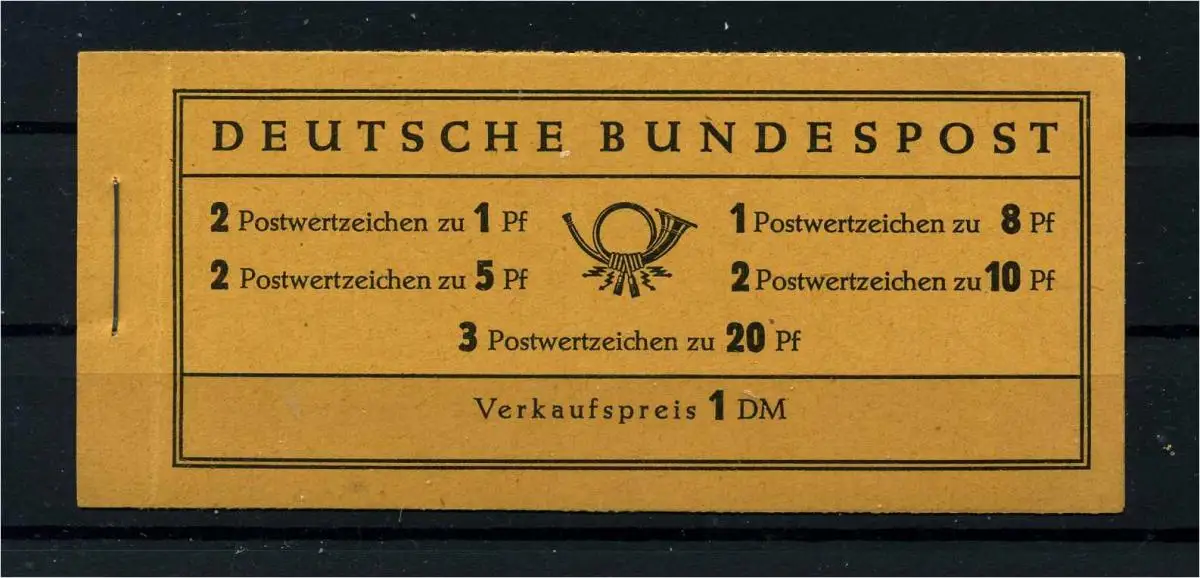 DEUTSCHE BUNDESPOST
2 Postwertzeichen zu 1 Pf
1 Postwertzeichen zu 8 Pf
2 Postwertzeichen zu 5 Pf
2 Postwertzeichen zu 10 Pf
3 Postwertzeichen zu 20 Pf
Verkaufspreis 1 DM